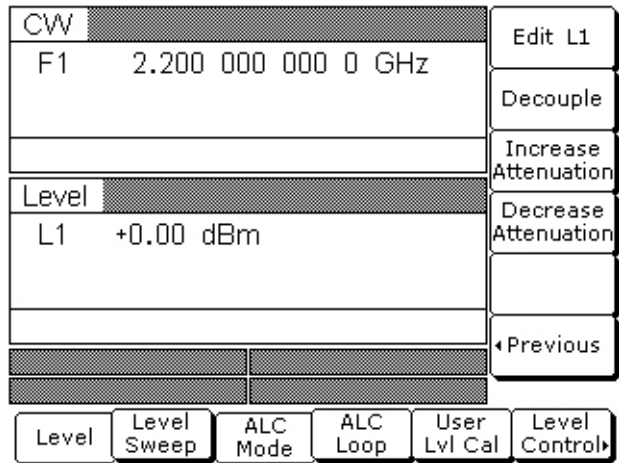 CW
F1 2.200 000 000 0 GHz
Level
L1 +0.00 dBm
Edit L1
Decouple
Increase
Attenuation
Decrease
Attenuation
Previous
Level
Level
Sweep
ALC
Mode
ALC
Loop
User
Lvl Cal
Level
Control